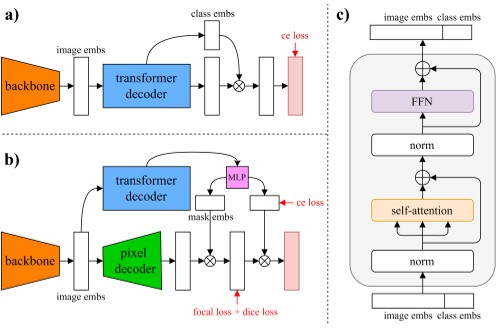 a)
class embs
image embs
ce loss
backbone
transformer
decoder
b)
transformer
decoder
MLP
mask embs
ce loss
backbone
pixel
decoder
image embs
focal loss + dice loss
c)
image embs class embs
FFN
norm
self-attention
norm
image embs class embs